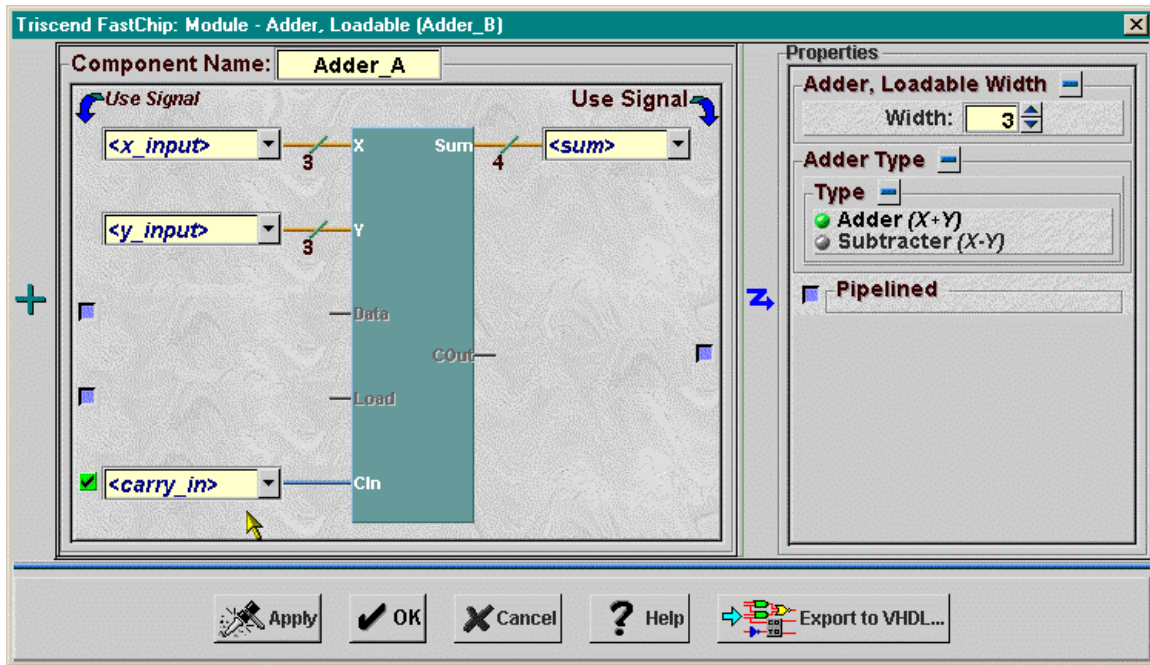 Triscend FastChip: Module - Adder, Loadable (Adder_B)
Component Name: Adder_A
Use Signal
Use Signal
<x_input>
3
X
Sum
4
<sum>
<y_input>
3
Y
Data
COut
Load
<carry_in>
CIn
Properties
Adder, Loadable Width
Width: 3
Adder Type
Type
Adder (X+Y)
Subtracter (X-Y)
Pipelined
Apply
OK
Cancel
? Help
Export to VHDL...